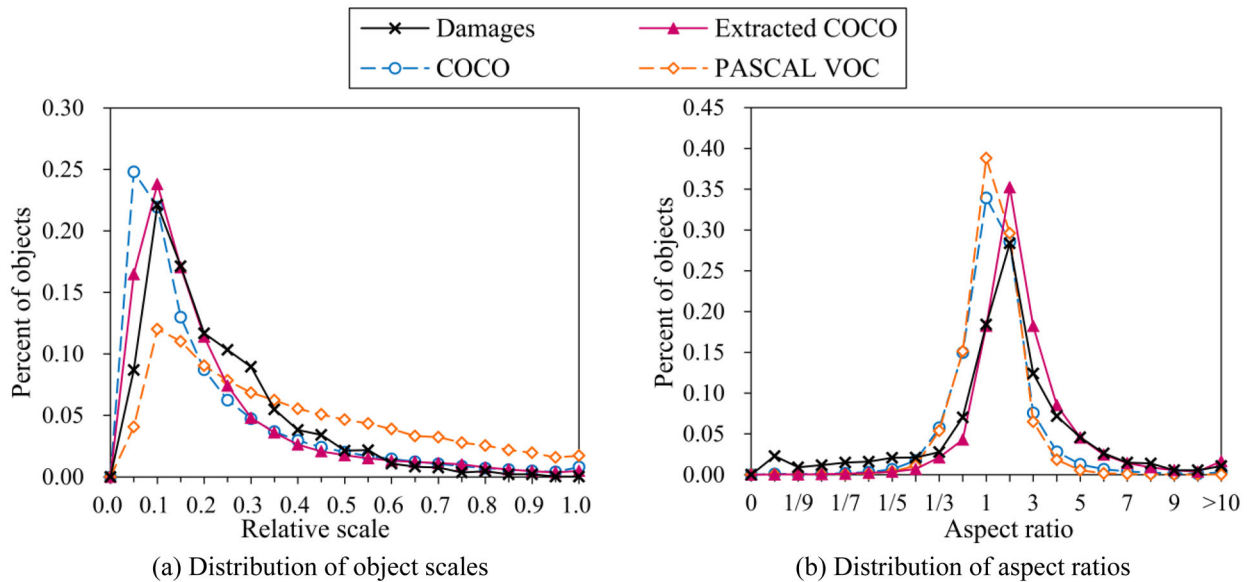 Damages
Extracted COCO
COCO
PASCAL VOC
0.30
0.25
0.20
0.15
0.10
0.05
0.00
Percent of objects
0.0 0.1 0.2 0.3 0.4 0.5 0.6 0.7 0.8 0.9 1.0
Relative scale
(a) Distribution of object scales
0.45
0.40
0.35
0.30
0.25
0.20
0.15
0.10
0.05
0.00
Percent of objects
0 1/9 1/7 1/5 1/3 1 3 5 7 9 >10
Aspect ratio
(b) Distribution of aspect ratios